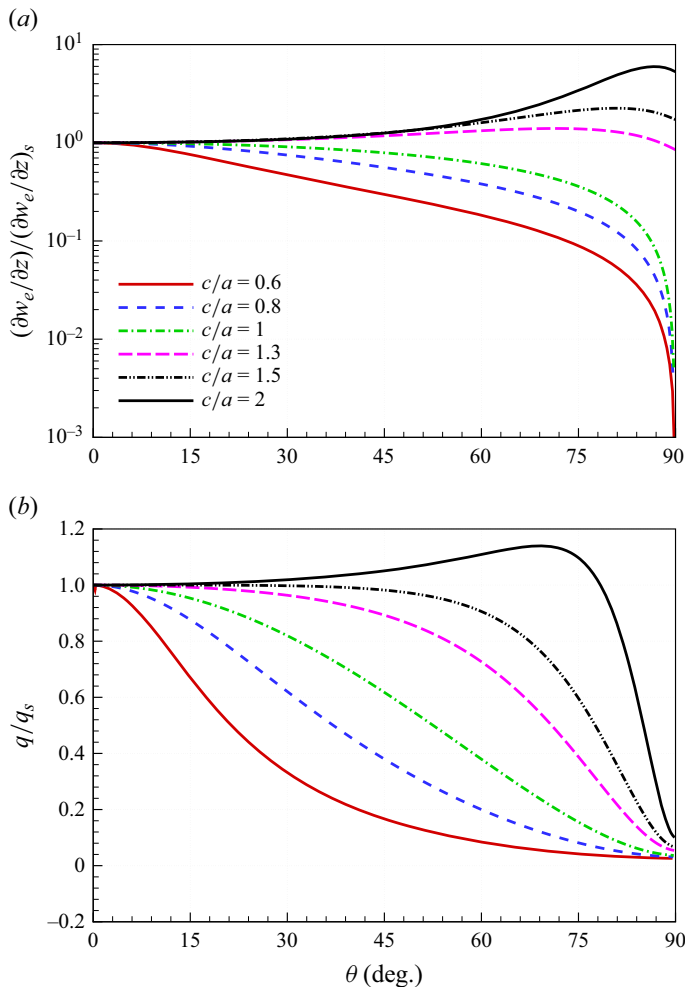 (a)
10^1
10^0
10^−1
10^−2
10^−3
(∂w_e/∂z)/(∂w_e/∂z)_s
c/a = 0.6
c/a = 0.8
c/a = 1
c/a = 1.3
c/a = 1.5
c/a = 2
0 15 30 45 60 75 90
(b)
1.2
1.0
0.8
0.6
0.4
0.2
0
−0.2
q/q_s
0 15 30 45 60 75 90
θ (deg.)